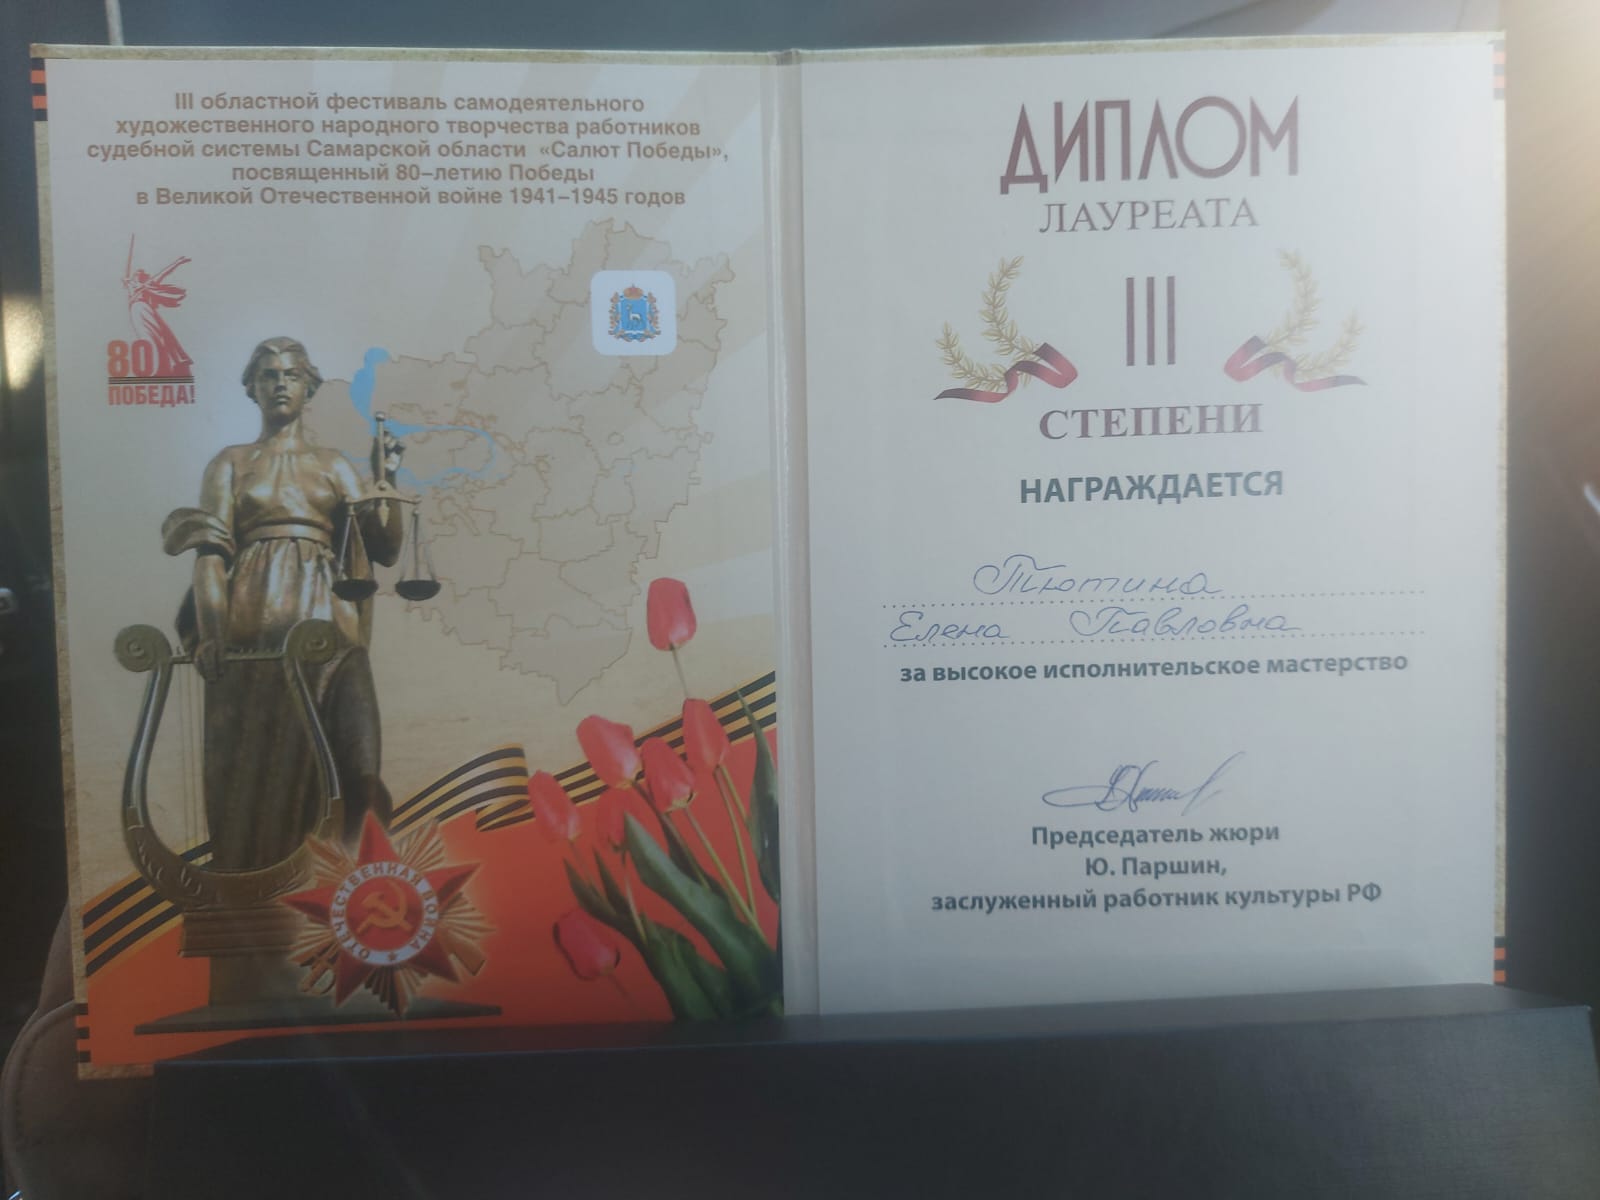 III областной фестиваль самодеятельного
художественного народного творчества работников
судебной системы Самарской области «Салют Победы»,
посвященный 80–летию Победы
в Великой Отечественной войне 1941–1945 годов
80
ПОБЕДА!
ОТЕЧЕСТВЕННАЯ ВОЙНА
ДИПЛОМ
ЛАУРЕАТА
III
СТЕПЕНИ
НАГРАЖДАЕТСЯ
Тютина
Елена Павловна
за высокое исполнительское мастерство
Председатель жюри
Ю. Паршин,
заслуженный работник культуры РФ